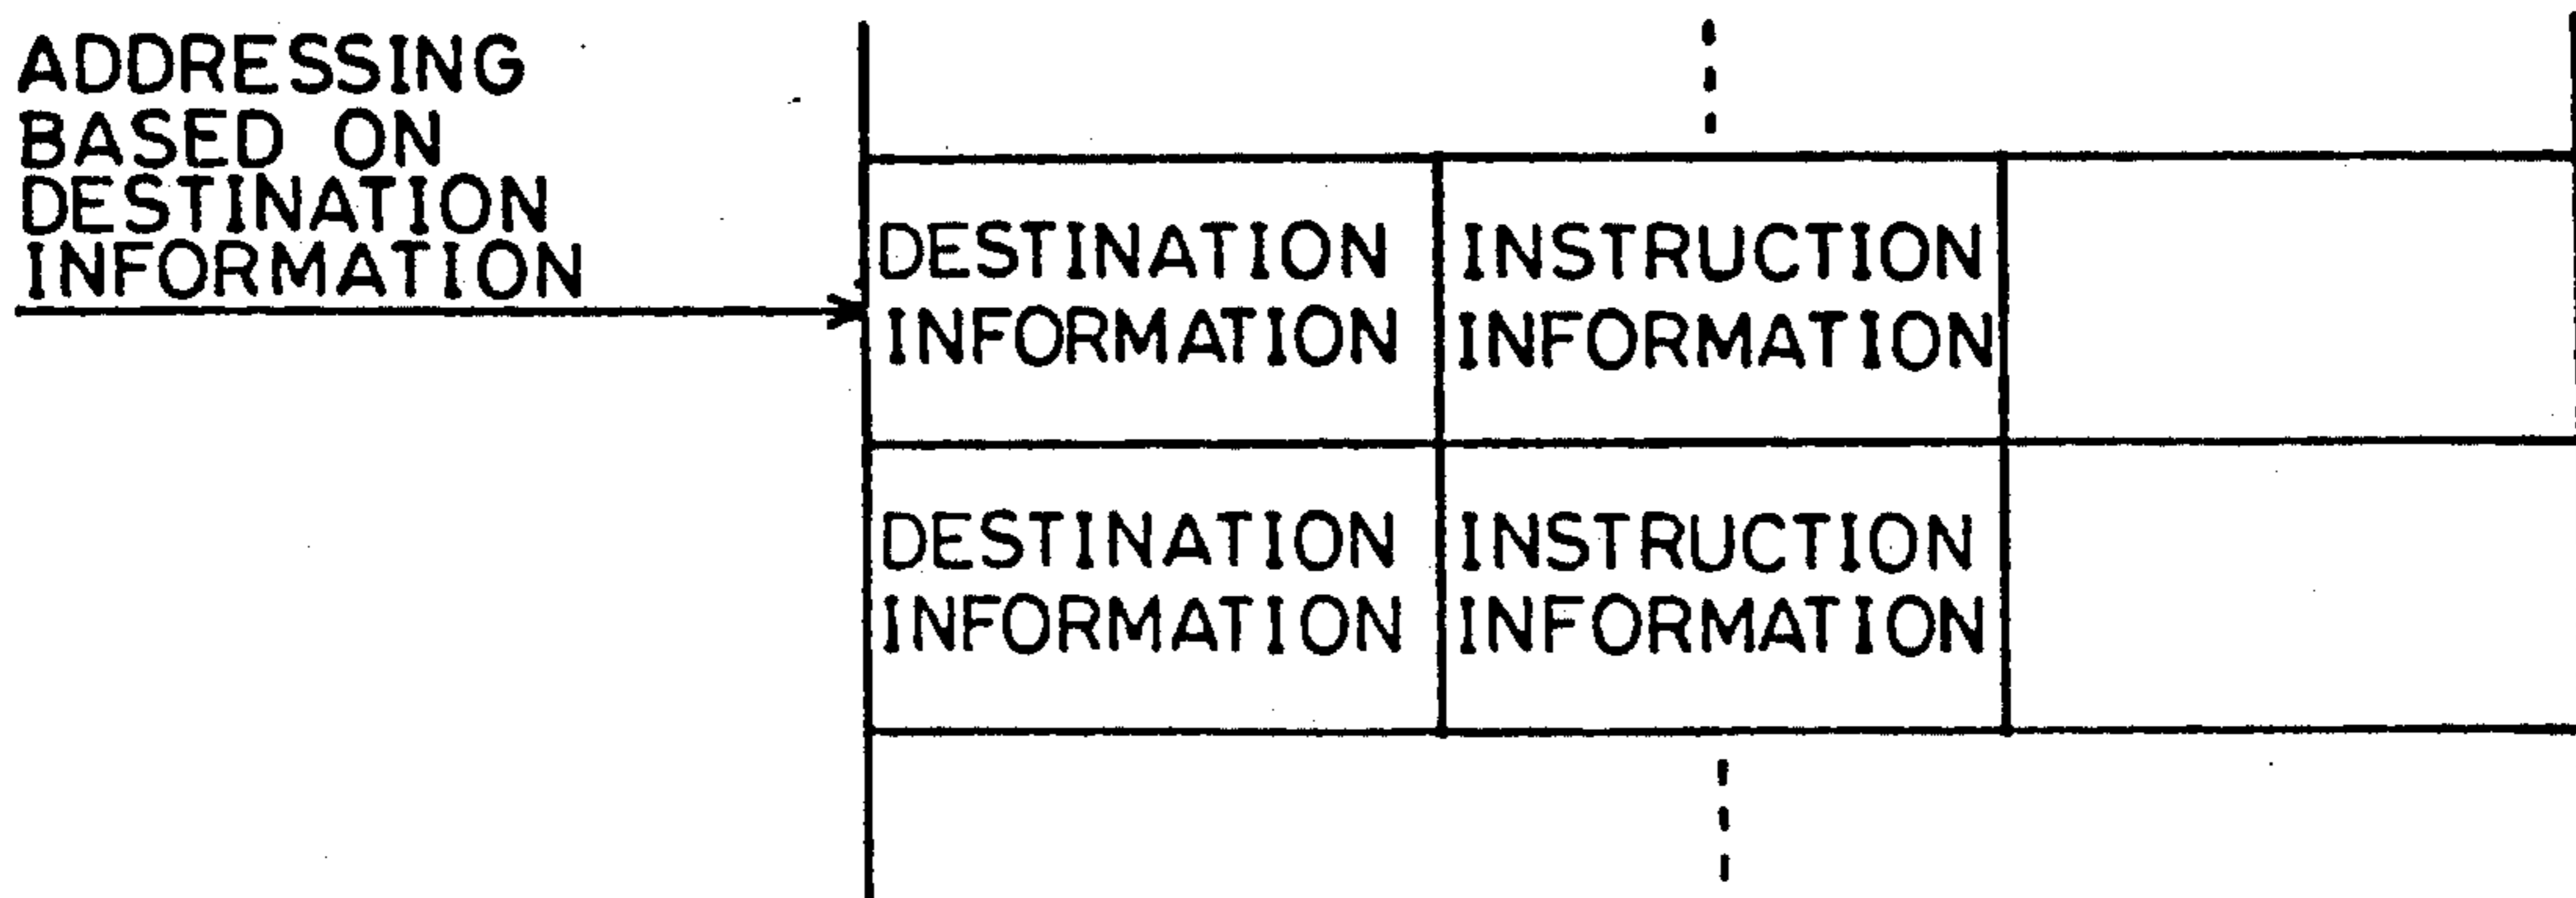 ADDRESSING
BASED ON
DESTINATION
INFORMATION
DESTINATION
INFORMATION
INSTRUCTION
INFORMATION
DESTINATION
INFORMATION
INSTRUCTION
INFORMATION